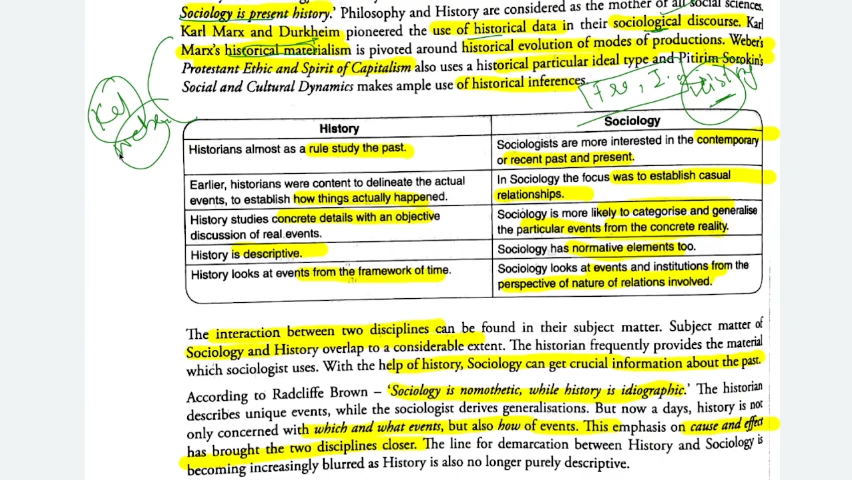 Sociology is present history.' Philosophy and History are considered as the mother of all social sciences.
Karl Marx and Durkheim pioneered the use of historical data in their sociological discourse. Karl
Marx's historical materialism is pivoted around historical evolution of modes of productions. Weber's
Protestant Ethic and Spirit of Capitalism also uses a historical particular ideal type and Pitirim Sorokin's
Social and Cultural Dynamics makes ample use of historical inferences.
History
Sociology
Historians almost as a rule study the past.
Sociologists are more interested in the contemporary
or recent past and present.
Earlier, historians were content to delineate the actual
events, to establish how things actually happened.
In Sociology the focus was to establish casual
relationships.
History studies concrete details with an objective
discussion of real events.
Sociology is more likely to categorise and generalise
the particular events from the concrete reality.
History is descriptive.
Sociology has normative elements too.
History looks at events from the framework of time.
Sociology looks at events and institutions from the
perspective of nature of relations involved.
The interaction between two disciplines can be found in their subject matter. Subject matter of
Sociology and History overlap to a considerable extent. The historian frequently provides the material
which sociologist uses. With the help of history, Sociology can get crucial information about the past.
According to Radcliffe Brown – 'Sociology is nomothetic, while history is idiographic.' The historian
describes unique events, while the sociologist derives generalisations. But now a days, history is not
only concerned with which and what events, but also how of events. This emphasis on cause and effect
has brought the two disciplines closer. The line for demarcation between History and Sociology is
becoming increasingly blurred as History is also no longer purely descriptive.